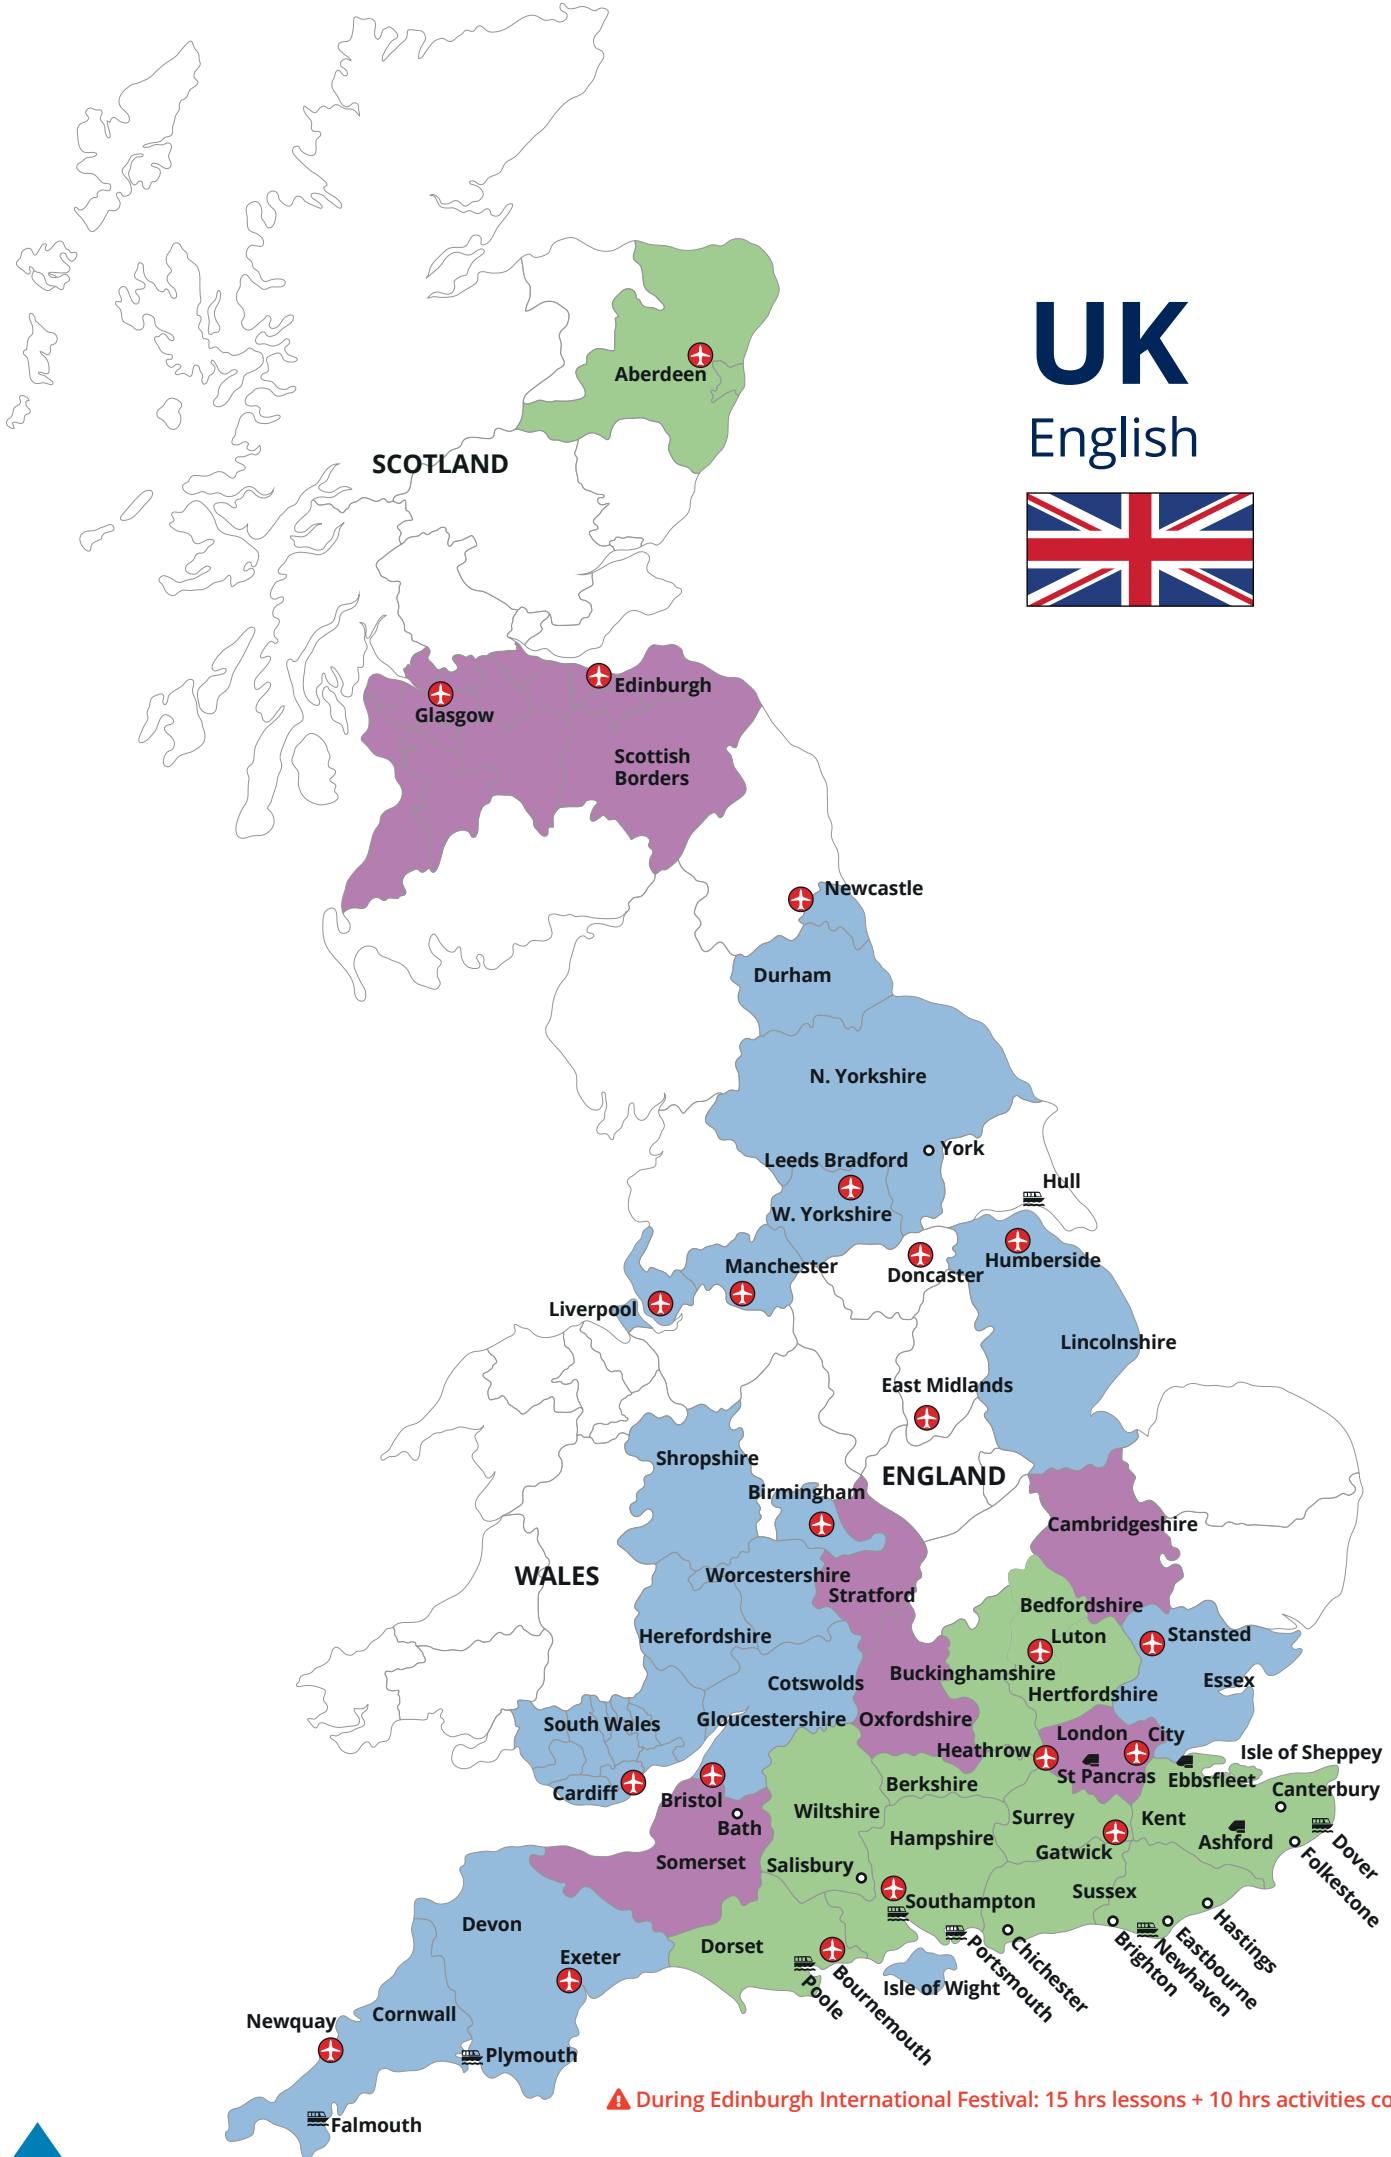 UK
English
Aberdeen
SCOTLAND
Edinburgh
Glasgow
Scottish
Borders
Newcastle
Durham
N. Yorkshire
York
Leeds Bradford
Hull
W. Yorkshire
Humberside
Manchester
Doncaster
Liverpool
Lincolnshire
East Midlands
Shropshire
ENGLAND
Birmingham
Cambridgeshire
WALES
Worcestershire
Stratford
Bedfordshire
Herefordshire
Luton
Stansted
Buckinghamshire
Cotswolds
Essex
Hertfordshire
South Wales
Gloucestershire
Oxfordshire
London
City
Heathrow
Isle of Sheppey
St Pancras
Ebbsfleet
Berkshire
Canterbury
Cardiff
Bristol
Wiltshire
Surrey
Kent
Bath
Hampshire
Ashford
Dover
Gatwick
Folkestone
Somerset
Salisbury
Sussex
Southampton
Hastings
Devon
Dorset
Chichester
Portsmouth
Brighton
Newhaven
Eastbourne
Exeter
Poole
Bournemouth
Isle of Wight
Cornwall
Newquay
Plymouth
During Edinburgh International Festival: 15 hrs lessons + 10 hrs activities co
Falmouth